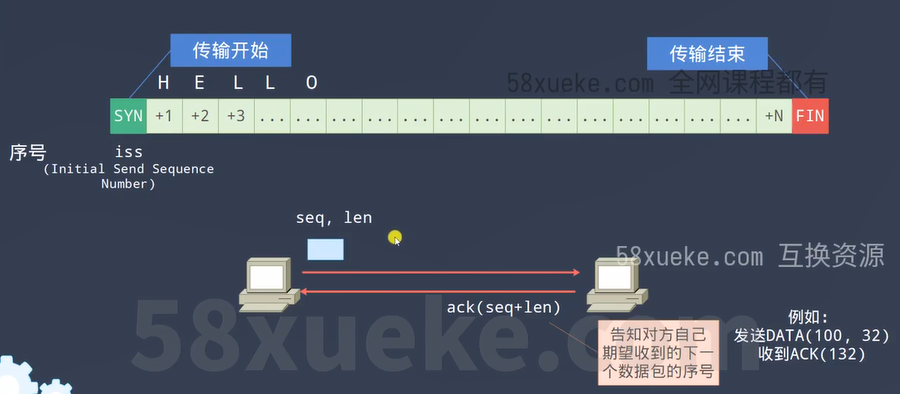 传输开始
传输结束
H E L L O
58xueke.com 全网课程都有
SYN +1 +2 +3 ... ... ... ... ... ... ... ... ... ... ... ... ... ... +N FIN
序号 iss
(Initial Send Sequence
Number)
seq, len
58xueke.com 互换资源
ack(seq+len)
58xueke.com
告知对方自己
期望收到的下一
个数据包的序号
例如:
发送DATA(100, 32)
收到ACK(132)